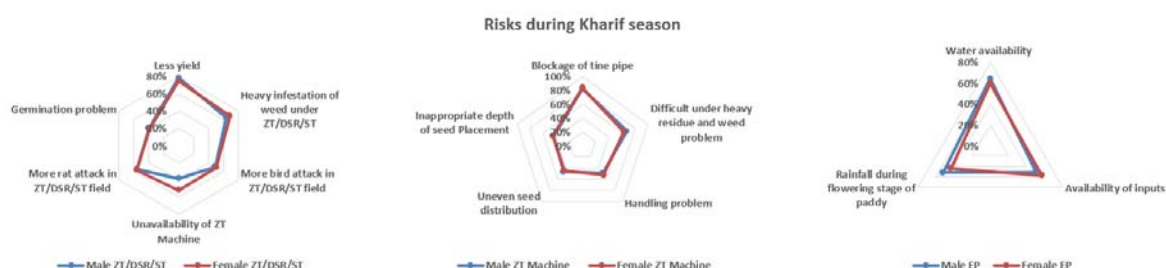 Risks during Kharif season
Less yield
80%
60%
40%
20%
0%
Heavy infestation of
weed under
ZT/DSR/ST
More bird attack in
ZT/DSR/ST field
Unavailability of ZT
Machine
More rat attack in
ZT/DSR/ST field
Germination problem
Male ZT/DSR/ST
Female ZT/DSR/ST
Blockage of tine pipe
100%
80%
60%
40%
20%
0%
Difficult under heavy
residue and weed
problem
Handling problem
Uneven seed
distribution
Inappropriate depth
of seed Placement
Male ZT Machine
Female ZT Machine
Water availability
80%
60%
40%
20%
0%
Availability of inputs
Rainfall during
flowering stage of
paddy
Male FP
Female FP